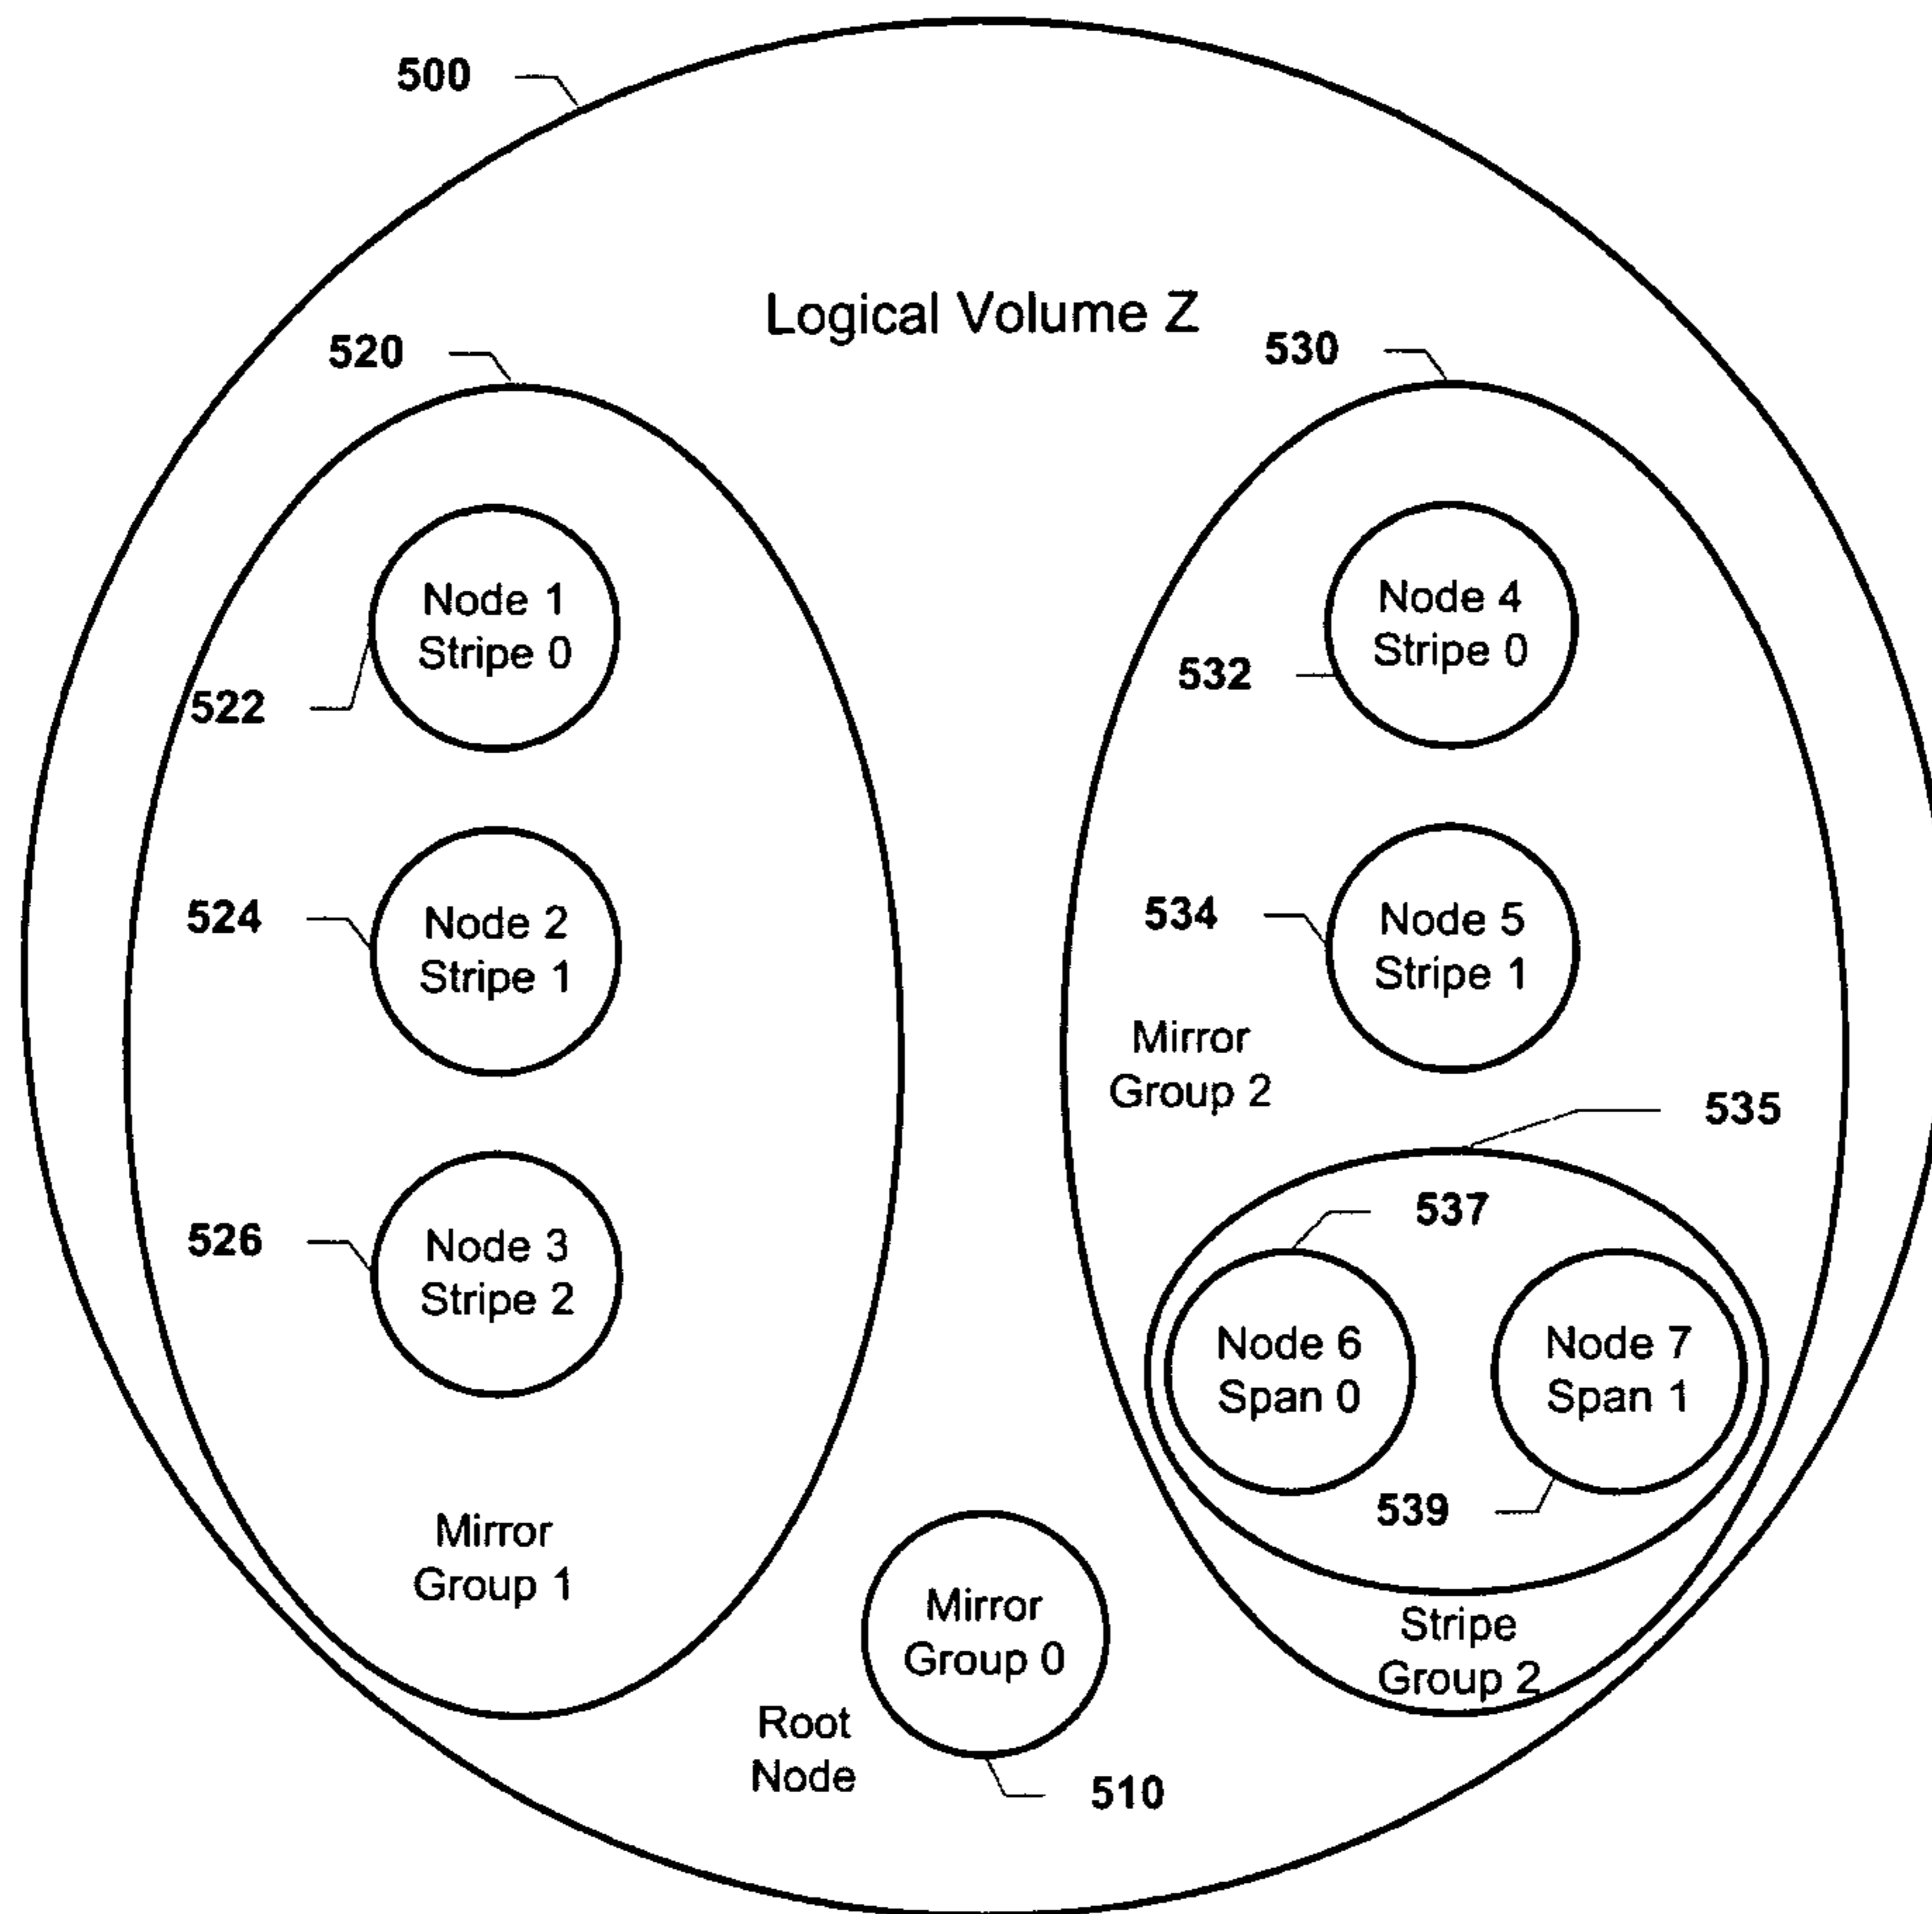 500
Logical Volume Z
520
530
Node 1
Stripe 0
522
Node 4
Stripe 0
532
524
Node 2
Stripe 1
534
Node 5
Stripe 1
Mirror
Group 2
535
526
Node 3
Stripe 2
537
Node 6
Span 0
Node 7
Span 1
539
Mirror
Group 1
Mirror
Group 0
Stripe
Group 2
Root
Node
510